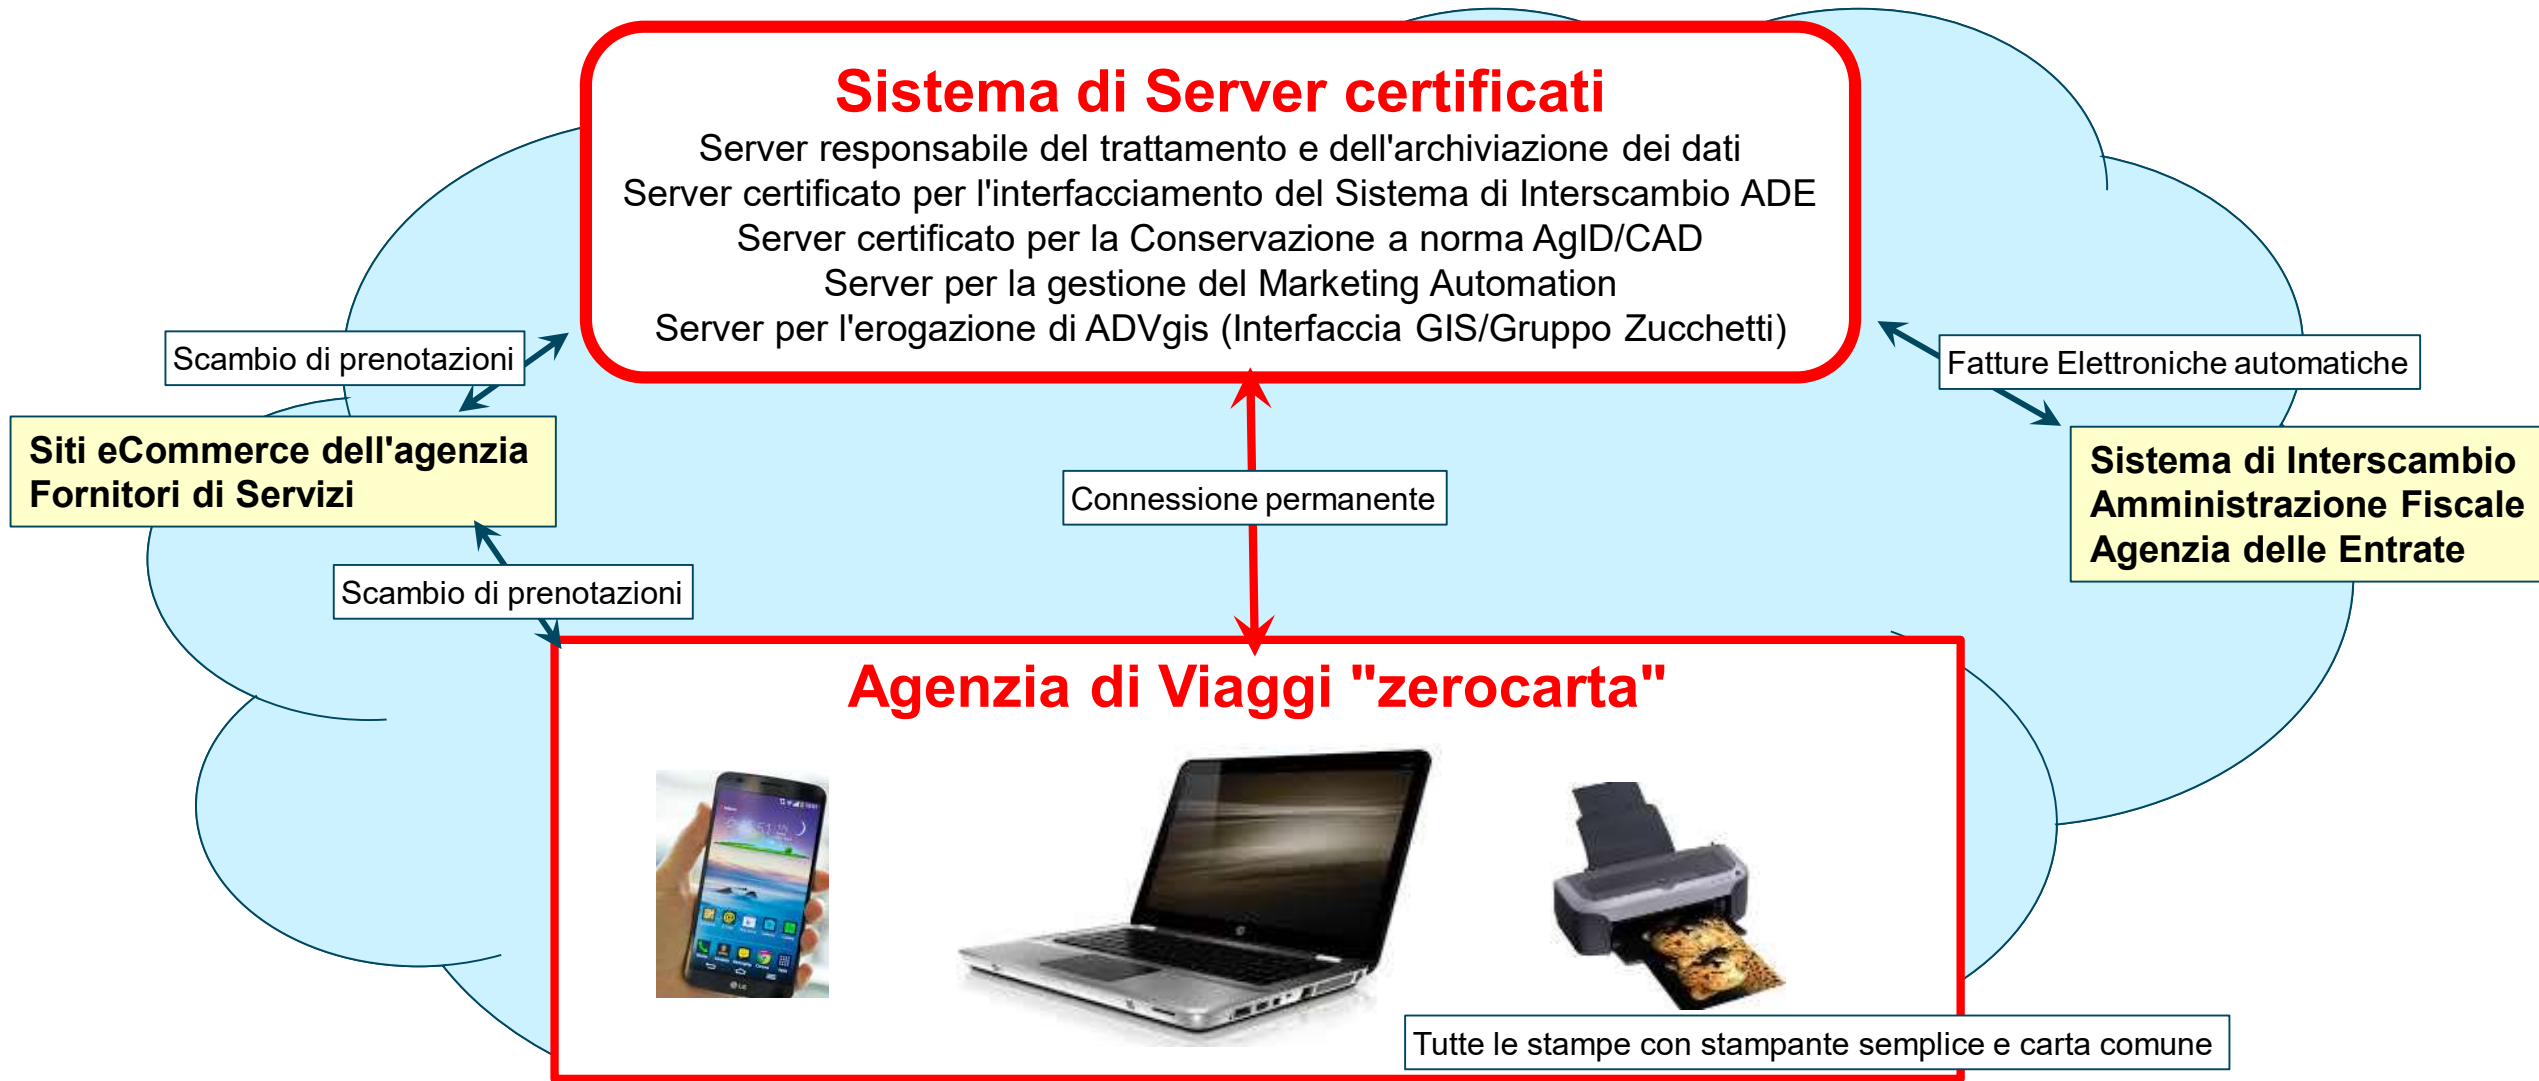 Sistema di Server certificati
Server responsabile del trattamento e dell'archiviazione dei dati
Server certificato per l'interfacciamento del Sistema di Interscambio ADE
Server certificato per la Conservazione a norma AgID/CAD
Server per la gestione del Marketing Automation
Server per l'erogazione di ADVgis (Interfaccia GIS/Gruppo Zucchetti)
Scambio di prenotazioni
Fatture Elettroniche automatiche
Siti eCommerce dell'agenzia
Fornitori di Servizi
Sistema di Interscambio
Amministrazione Fiscale
Agenzia delle Entrate
Connessione permanente
Scambio di prenotazioni
Agenzia di Viaggi "zerocarta"
LG
Tutte le stampe con stampante semplice e carta comune